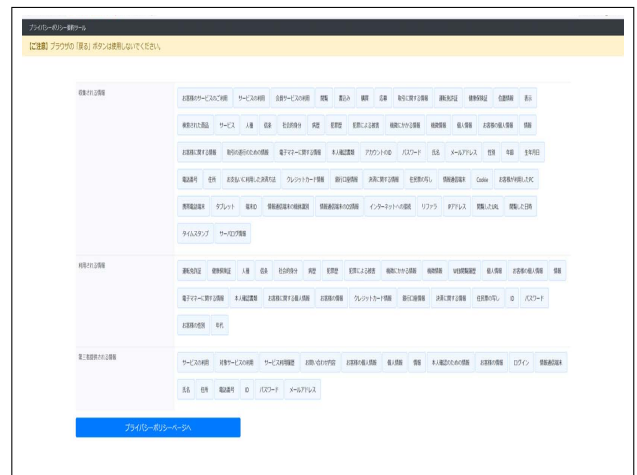 プライバシーポリシー要約ツール
【ご注意】ブラウザの「戻る」ボタンは使用しないでください。
収集される情報
お客様のサービスのご利用 サービスの利用 会員サービスの利用 閲覧 書込み 購買 応募 取引に関する情報 運転免許証 健康保険証 位置情報 表示
検索された商品 サービス 人種 信条 社会的身分 病歴 犯罪歴 犯罪による被害 機微にかかる情報 機微情報 個人情報 お客様の個人情報 情報
お客様に関する情報 取引の遂行のための情報 電子マネーに関する情報 本人確認書類 アカウントのID パスワード 氏名 メールアドレス 性別 年齢 生年月日
電話番号 住所 お支払いに利用した決済方法 クレジットカード情報 銀行口座情報 決済に関する情報 住民票の写し 情報通信端末 Cookie お客様が利用したPC
携帯電話端末 タブレット 端末ID 情報通信端末の機体識別 情報通信端末のOS情報 インターネットへの接続 リファラ IPアドレス 閲覧したURL 閲覧した日時
タイムスタンプ サーバログ情報
利用される情報
運転免許証 健康保険証 人種 信条 社会的身分 病歴 犯罪歴 犯罪による被害 機微にかかる情報 機微情報 WEB閲覧履歴 個人情報 お客様の個人情報 情報
電子マネーに関する情報 本人確認書類 お客様に関する個人情報 お客様の情報 クレジットカード情報 銀行口座情報 決済に関する情報 住民票の写し ID パスワード
お客様の性別 年代
第三者提供される情報
サービスの利用 対象サービスの利用 サービス利用履歴 お問い合わせ内容 お客様の個人情報 個人情報 情報 本人確認のための情報 お客様の情報 ログイン 情報通信端末
氏名 住所 電話番号 ID パスワード メールアドレス
プライバシーポリシーページへ